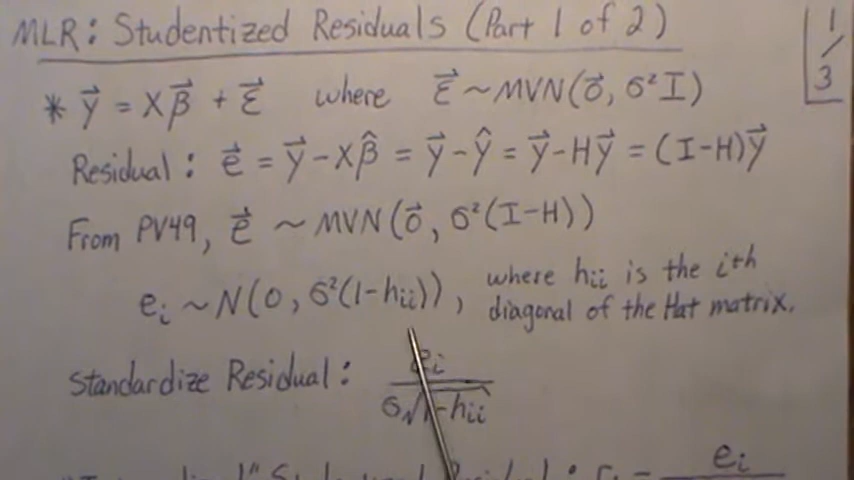 MLR: Studentized Residuals (Part 1 of 2)
1/3
* y⃗ = Xβ⃗ + ε⃗ where ε⃗ ~ MVN(0⃗, σ²I)
Residual: e⃗ = y⃗ - Xβ̂ = y⃗ - ŷ = y⃗ - Hy⃗ = (I-H)y⃗
From PV49, e⃗ ~ MVN(0⃗, σ²(I-H))
eᵢ ~ N(0, σ²(1-hᵢᵢ)), where hᵢᵢ is the ith
diagonal of the Hat matrix.
Standardize Residual: eᵢ / σ√1-hᵢᵢ
eᵢ